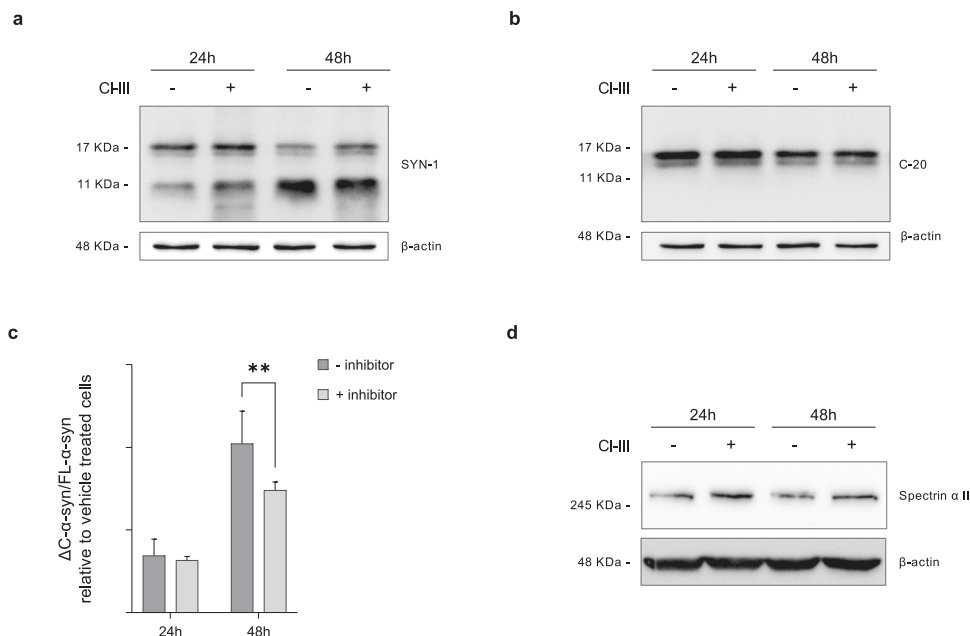 a
24h 48h
CI-III - + - +
17 KDa -
SYN-1
11 KDa -
48 KDa - β-actin
b
24h 48h
CI-III - + - +
17 KDa -
C-20
11 KDa -
48 KDa - β-actin
c
ΔC-α-syn/FL-α-syn
relative to vehicle treated cells
- inhibitor
+ inhibitor
**
24h 48h
d
24h 48h
CI-III - + - +
245 KDa - Spectrin α II
48 KDa - β-actin